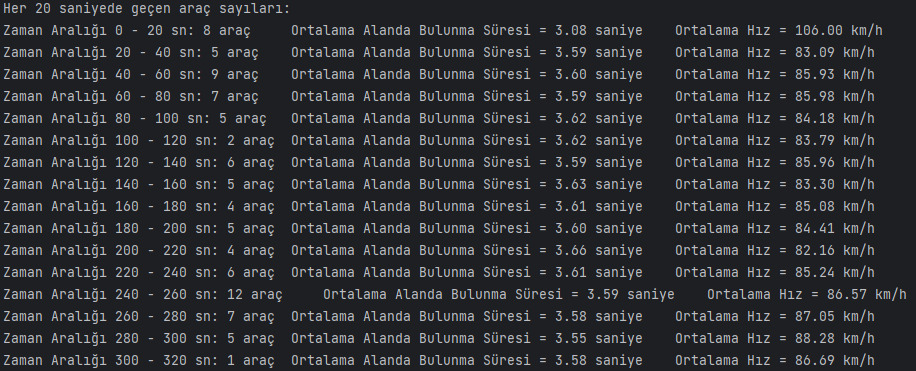 Her 20 saniyede geçen araç sayıları:
Zaman Aralığı 0 - 20 sn: 8 araç Ortalama Alanda Bulunma Süresi = 3.08 saniye Ortalama Hız = 106.00 km/h
Zaman Aralığı 20 - 40 sn: 5 araç Ortalama Alanda Bulunma Süresi = 3.59 saniye Ortalama Hız = 83.09 km/h
Zaman Aralığı 40 - 60 sn: 9 araç Ortalama Alanda Bulunma Süresi = 3.60 saniye Ortalama Hız = 85.93 km/h
Zaman Aralığı 60 - 80 sn: 7 araç Ortalama Alanda Bulunma Süresi = 3.59 saniye Ortalama Hız = 85.98 km/h
Zaman Aralığı 80 - 100 sn: 5 araç Ortalama Alanda Bulunma Süresi = 3.62 saniye Ortalama Hız = 84.18 km/h
Zaman Aralığı 100 - 120 sn: 2 araç Ortalama Alanda Bulunma Süresi = 3.62 saniye Ortalama Hız = 83.79 km/h
Zaman Aralığı 120 - 140 sn: 6 araç Ortalama Alanda Bulunma Süresi = 3.59 saniye Ortalama Hız = 85.96 km/h
Zaman Aralığı 140 - 160 sn: 5 araç Ortalama Alanda Bulunma Süresi = 3.63 saniye Ortalama Hız = 83.30 km/h
Zaman Aralığı 160 - 180 sn: 4 araç Ortalama Alanda Bulunma Süresi = 3.61 saniye Ortalama Hız = 85.08 km/h
Zaman Aralığı 180 - 200 sn: 5 araç Ortalama Alanda Bulunma Süresi = 3.60 saniye Ortalama Hız = 84.41 km/h
Zaman Aralığı 200 - 220 sn: 4 araç Ortalama Alanda Bulunma Süresi = 3.66 saniye Ortalama Hız = 82.16 km/h
Zaman Aralığı 220 - 240 sn: 6 araç Ortalama Alanda Bulunma Süresi = 3.61 saniye Ortalama Hız = 85.24 km/h
Zaman Aralığı 240 - 260 sn: 12 araç Ortalama Alanda Bulunma Süresi = 3.59 saniye Ortalama Hız = 86.57 km/h
Zaman Aralığı 260 - 280 sn: 7 araç Ortalama Alanda Bulunma Süresi = 3.58 saniye Ortalama Hız = 87.05 km/h
Zaman Aralığı 280 - 300 sn: 5 araç Ortalama Alanda Bulunma Süresi = 3.55 saniye Ortalama Hız = 88.28 km/h
Zaman Aralığı 300 - 320 sn: 1 araç Ortalama Alanda Bulunma Süresi = 3.58 saniye Ortalama Hız = 86.69 km/h